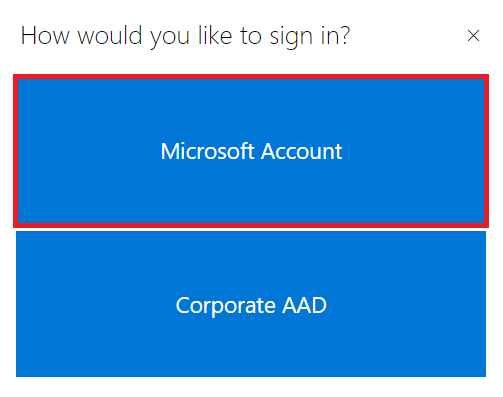 How would you like to sign in?
Microsoft Account
Corporate AAD